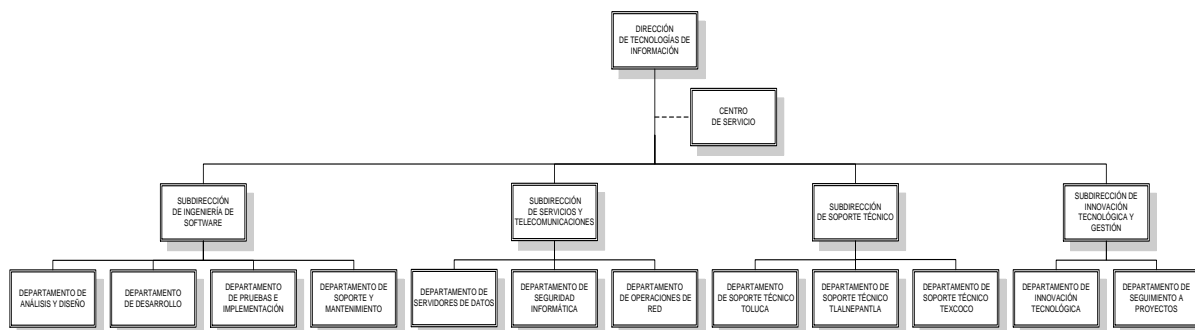 DIRECCIÓN
DE TECNOLOGÍAS DE
INFORMACIÓN
CENTRO
DE SERVICIO
SUBDIRECCIÓN
DE INGENIERÍA DE
SOFTWARE
SUBDIRECCIÓN
DE SERVICIOS Y
TELECOMUNICACIONES
SUBDIRECCIÓN
DE SOPORTE TÉCNICO
SUBDIRECCIÓN DE
INNOVACIÓN
TECNOLÓGICA Y
GESTIÓN
DEPARTAMENTO DE
ANÁLISIS Y DISEÑO
DEPARTAMENTO
DE DESARROLLO
DEPARTAMENTO
DE PRUEBAS E
IMPLEMENTACIÓN
DEPARTAMENTO DE
SOPORTE Y
MANTENIMIENTO
DEPARTAMENTO DE
SERVIDORES DE DATOS
DEPARTAMENTO DE
SEGURIDAD
INFORMÁTICA
DEPARTAMENTO
DE OPERACIONES DE
RED
DEPARTAMENTO
DE SOPORTE TÉCNICO
TOLUCA
DEPARTAMENTO DE
SOPORTE TÉCNICO
TLALNEPANTLA
DEPARTAMENTO DE
SOPORTE TÉCNICO
TEXCOCO
DEPARTAMENTO DE
INNOVACIÓN
TECNOLÓGICA
DEPARTAMENTO DE
SEGUIMIENTO A
PROYECTOS